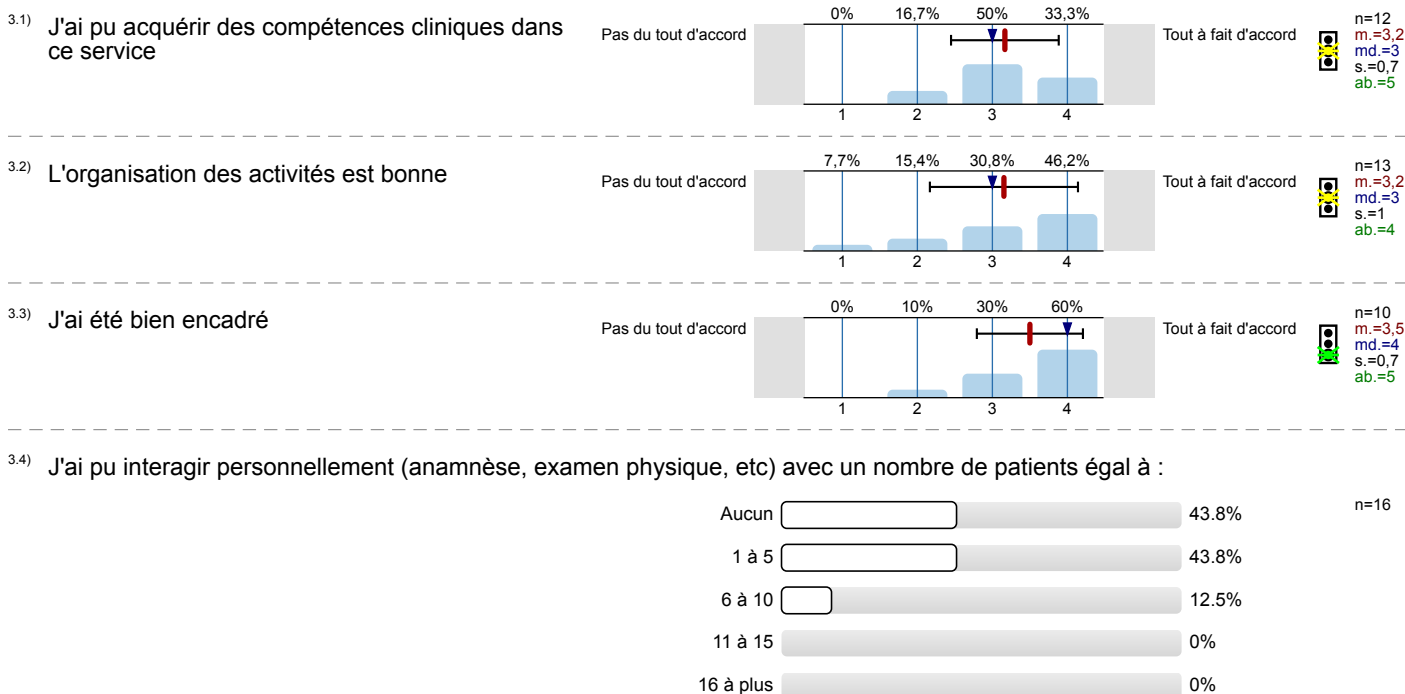 3.1) J'ai pu acquérir des compétences cliniques dans
ce service
Pas du tout d'accord
0% 16,7% 50% 33,3%
1 2 3 4
Tout à fait d'accord
n=12
m.=3,2
md.=3
s.=0,7
ab.=5
3.2) L'organisation des activités est bonne
Pas du tout d'accord
7,7% 15,4% 30,8% 46,2%
1 2 3 4
Tout à fait d'accord
n=13
m.=3,2
md.=3
s.=1
ab.=4
3.3) J'ai été bien encadré
Pas du tout d'accord
0% 10% 30% 60%
1 2 3 4
Tout à fait d'accord
n=10
m.=3,5
md.=4
s.=0,7
ab.=5
3.4) J'ai pu interagir personnellement (anamnèse, examen physique, etc) avec un nombre de patients égal à :
n=16
Aucun 43.8%
1 à 5 43.8%
6 à 10 12.5%
11 à 15 0%
16 à plus 0%